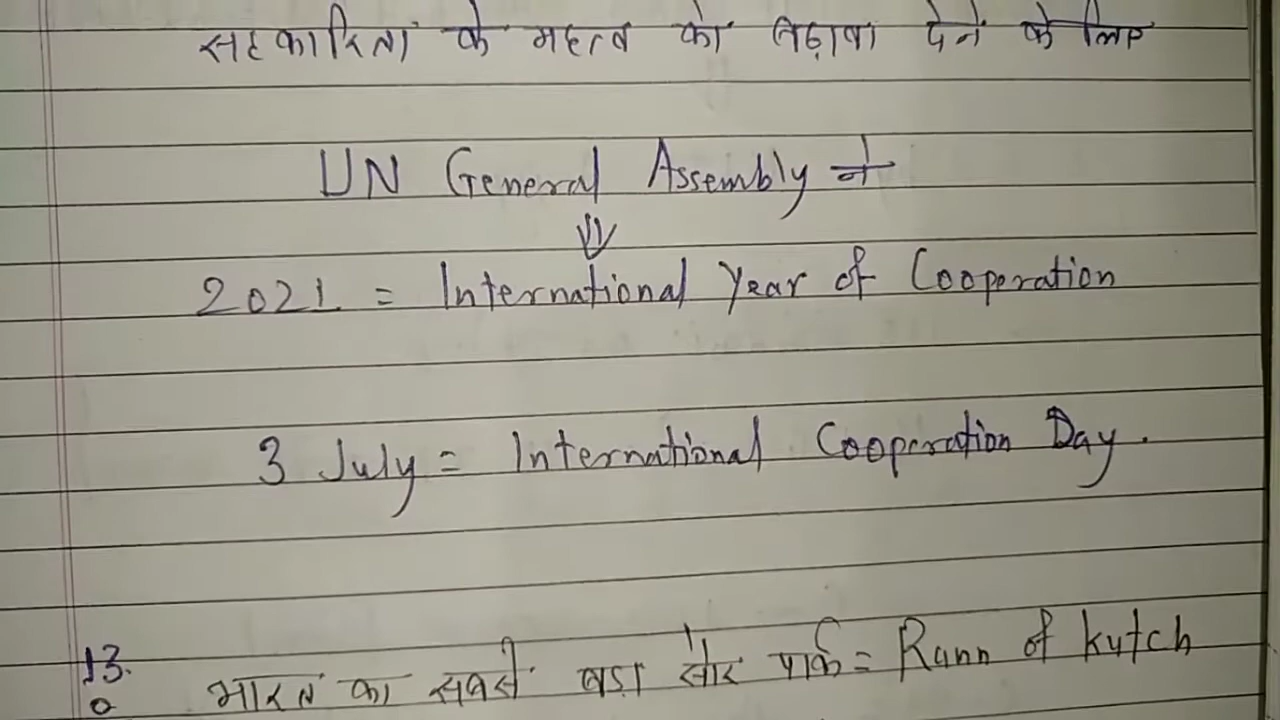 सहकारिता के महत्व को बढ़ावा देने के लिए
UN General Assembly ने
2021 = International Year of Cooperation
3 July = International Cooperation Day.
13. भारत का सबसे बड़ा सौर पार्क = Rann of Kutch